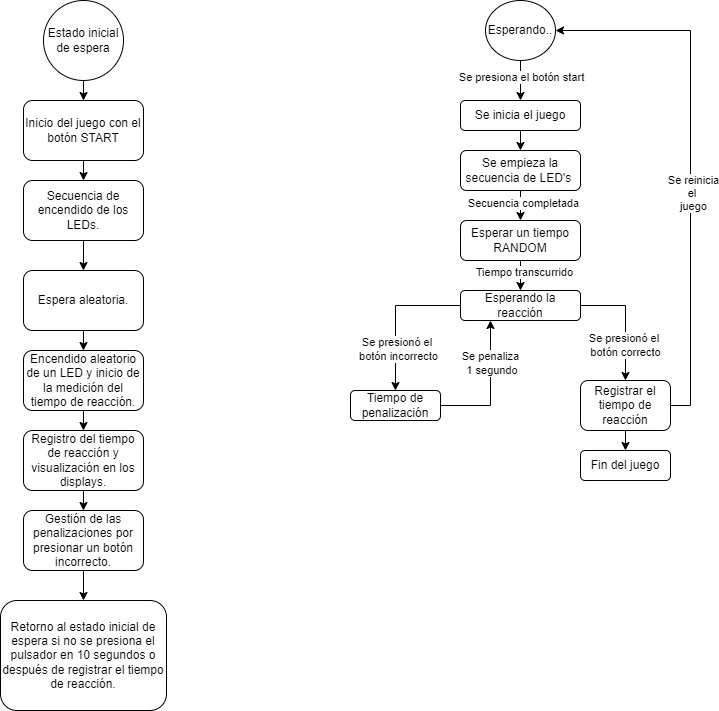 Estado inicial
de espera
Inicio del juego con el
botón START
Secuencia de
encendido de los
LEDs.
Espera aleatoria.
Encendido aleatorio
de un LED y inicio de
la medición del
tiempo de reacción.
Registro del tiempo
de reacción y
visualización en los
displays.
Gestión de las
penalizaciones por
presionar un botón
incorrecto.
Retorno al estado inicial de
espera si no se presiona el
pulsador en 10 segundos o
después de registrar el tiempo
de reacción.
Esperando..
Se presiona el botón start
Se inicia el juego
Se empieza la
secuencia de LED's
Secuencia completada
Esperar un tiempo
RANDOM
Tiempo transcurrido
Esperando la
reacción
Se presionó el
botón incorrecto
Tiempo de
penalización
Se penaliza
1 segundo
Se presionó el
botón correcto
Registrar el
tiempo de
reacción
Fin del juego
Se reinicia
el
juego